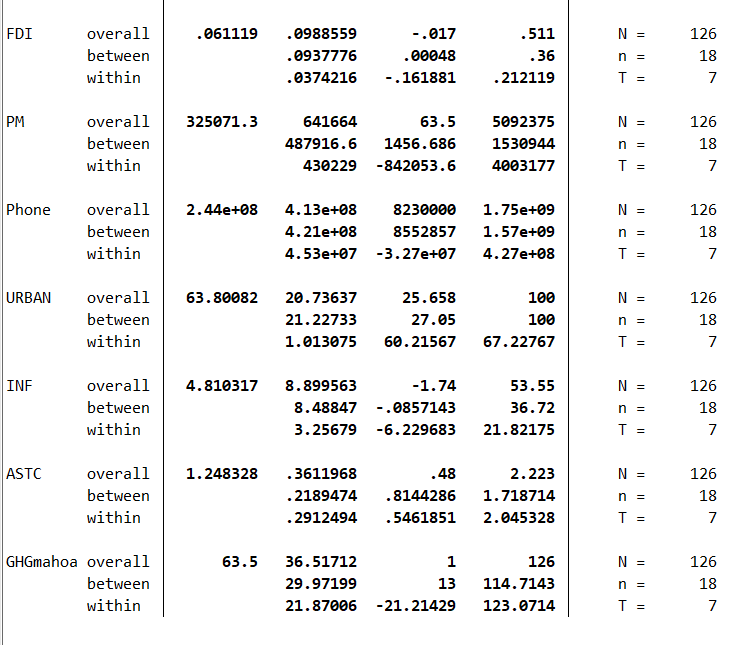 FDI overall .061119 .0988559 -.017 .511 N = 126
between .0937776 .00048 .36 n = 18
within .0374216 -.161881 .212119 T = 7
PM overall 325071.3 641664 63.5 5092375 N = 126
between 487916.6 1456.686 1530944 n = 18
within 430229 -842053.6 4003177 T = 7
Phone overall 2.44e+08 4.13e+08 8230000 1.75e+09 N = 126
between 4.21e+08 8552857 1.57e+09 n = 18
within 4.53e+07 -3.27e+07 4.27e+08 T = 7
URBAN overall 63.80082 20.73637 25.658 100 N = 126
between 21.22733 27.05 100 n = 18
within 1.013075 60.21567 67.22767 T = 7
INF overall 4.810317 8.899563 -1.74 53.55 N = 126
between 8.48847 -.0857143 36.72 n = 18
within 3.25679 -6.229683 21.82175 T = 7
ASTC overall 1.248328 .3611968 .48 2.223 N = 126
between .2189474 .8144286 1.718714 n = 18
within .2912494 .5461851 2.045328 T = 7
GHGmahoa overall 63.5 36.51712 1 126 N = 126
between 29.97199 13 114.7143 n = 18
within 21.87006 -21.21429 123.0714 T = 7